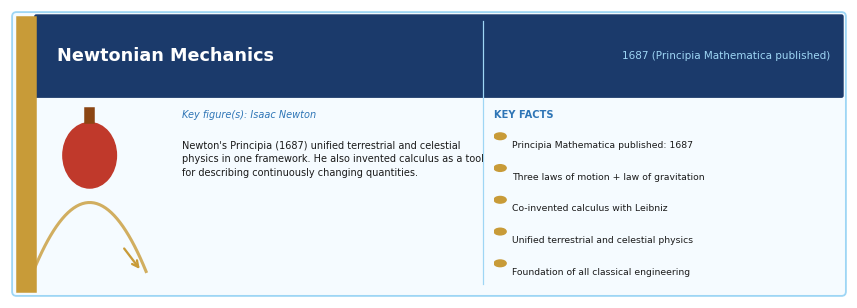 Newtonian Mechanics
1687 (Principia Mathematica published)
Key figure(s): Isaac Newton
Newton's Principia (1687) unified terrestrial and celestial
physics in one framework. He also invented calculus as a tool
for describing continuously changing quantities.
KEY FACTS
Principia Mathematica published: 1687
Three laws of motion + law of gravitation
Co-invented calculus with Leibniz
Unified terrestrial and celestial physics
Foundation of all classical engineering